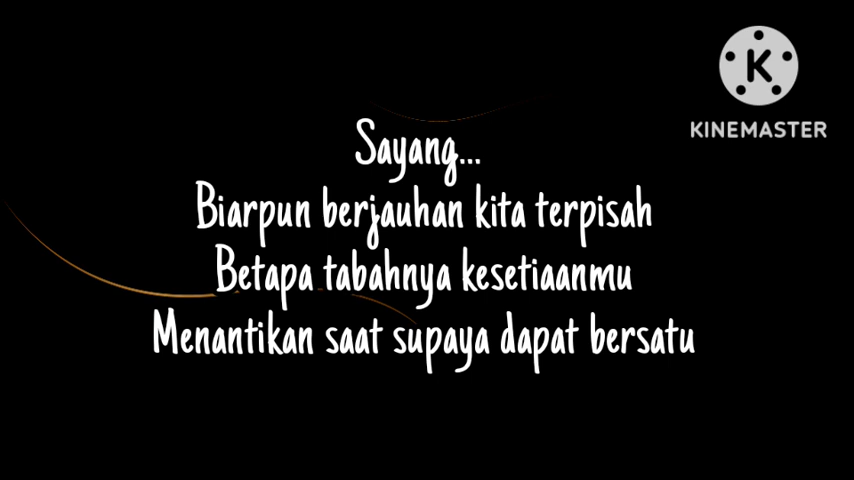 K
KINEMASTER
Sayang...
Biarpun berjauhan kita terpisah
Betapa tabahnya kesetiaanmu
Menantikan saat supaya dapat bersatu